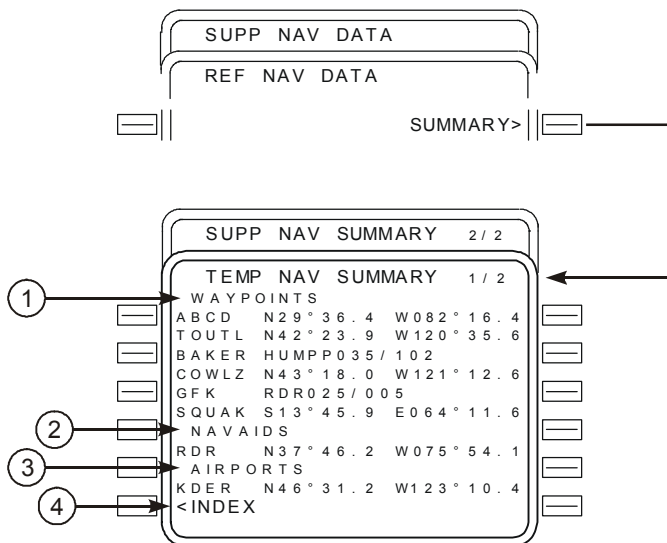 SUPP NAV DATA
REF NAV DATA
SUMMARY>
SUPP NAV SUMMARY 2/2
TEMP NAV SUMMARY 1/2
1
WAYPOINTS
ABCD N29°36.4 W082°16.4
TOUTL N42°23.9 W120°35.6
BAKER HUMPP035/102
COWLZ N43°18.0 W121°12.6
GFK RDR025/005
SQUAK S13°45.9 E064°11.6
2
NAVAIDS
RDR N37°46.2 W075°54.1
3
AIRPORTS
KDER N46°31.2 W123°10.4
4
<INDEX